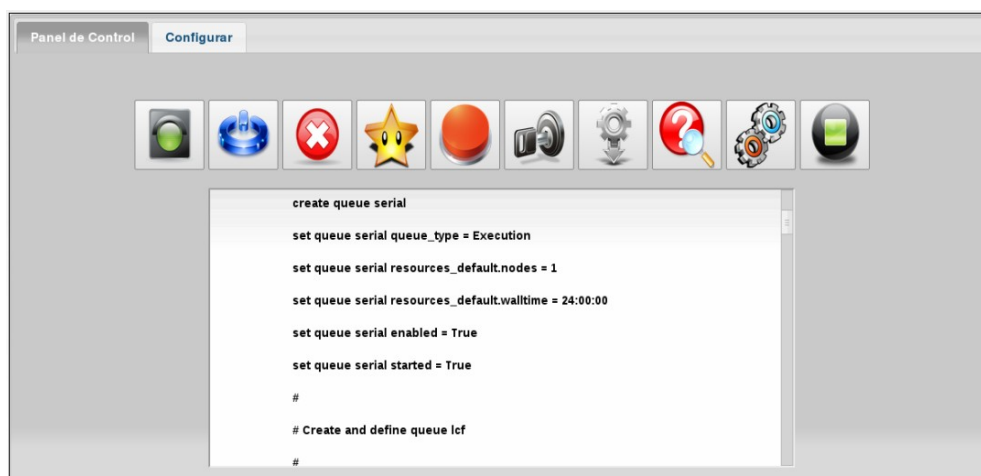 Panel de Control
Configurar
create queue serial
set queue serial queue_type = Execution
set queue serial resources_default.nodes = 1
set queue serial resources_default.walltime = 24:00:00
set queue serial enabled = True
set queue serial started = True
#
# Create and define queue lcf
#